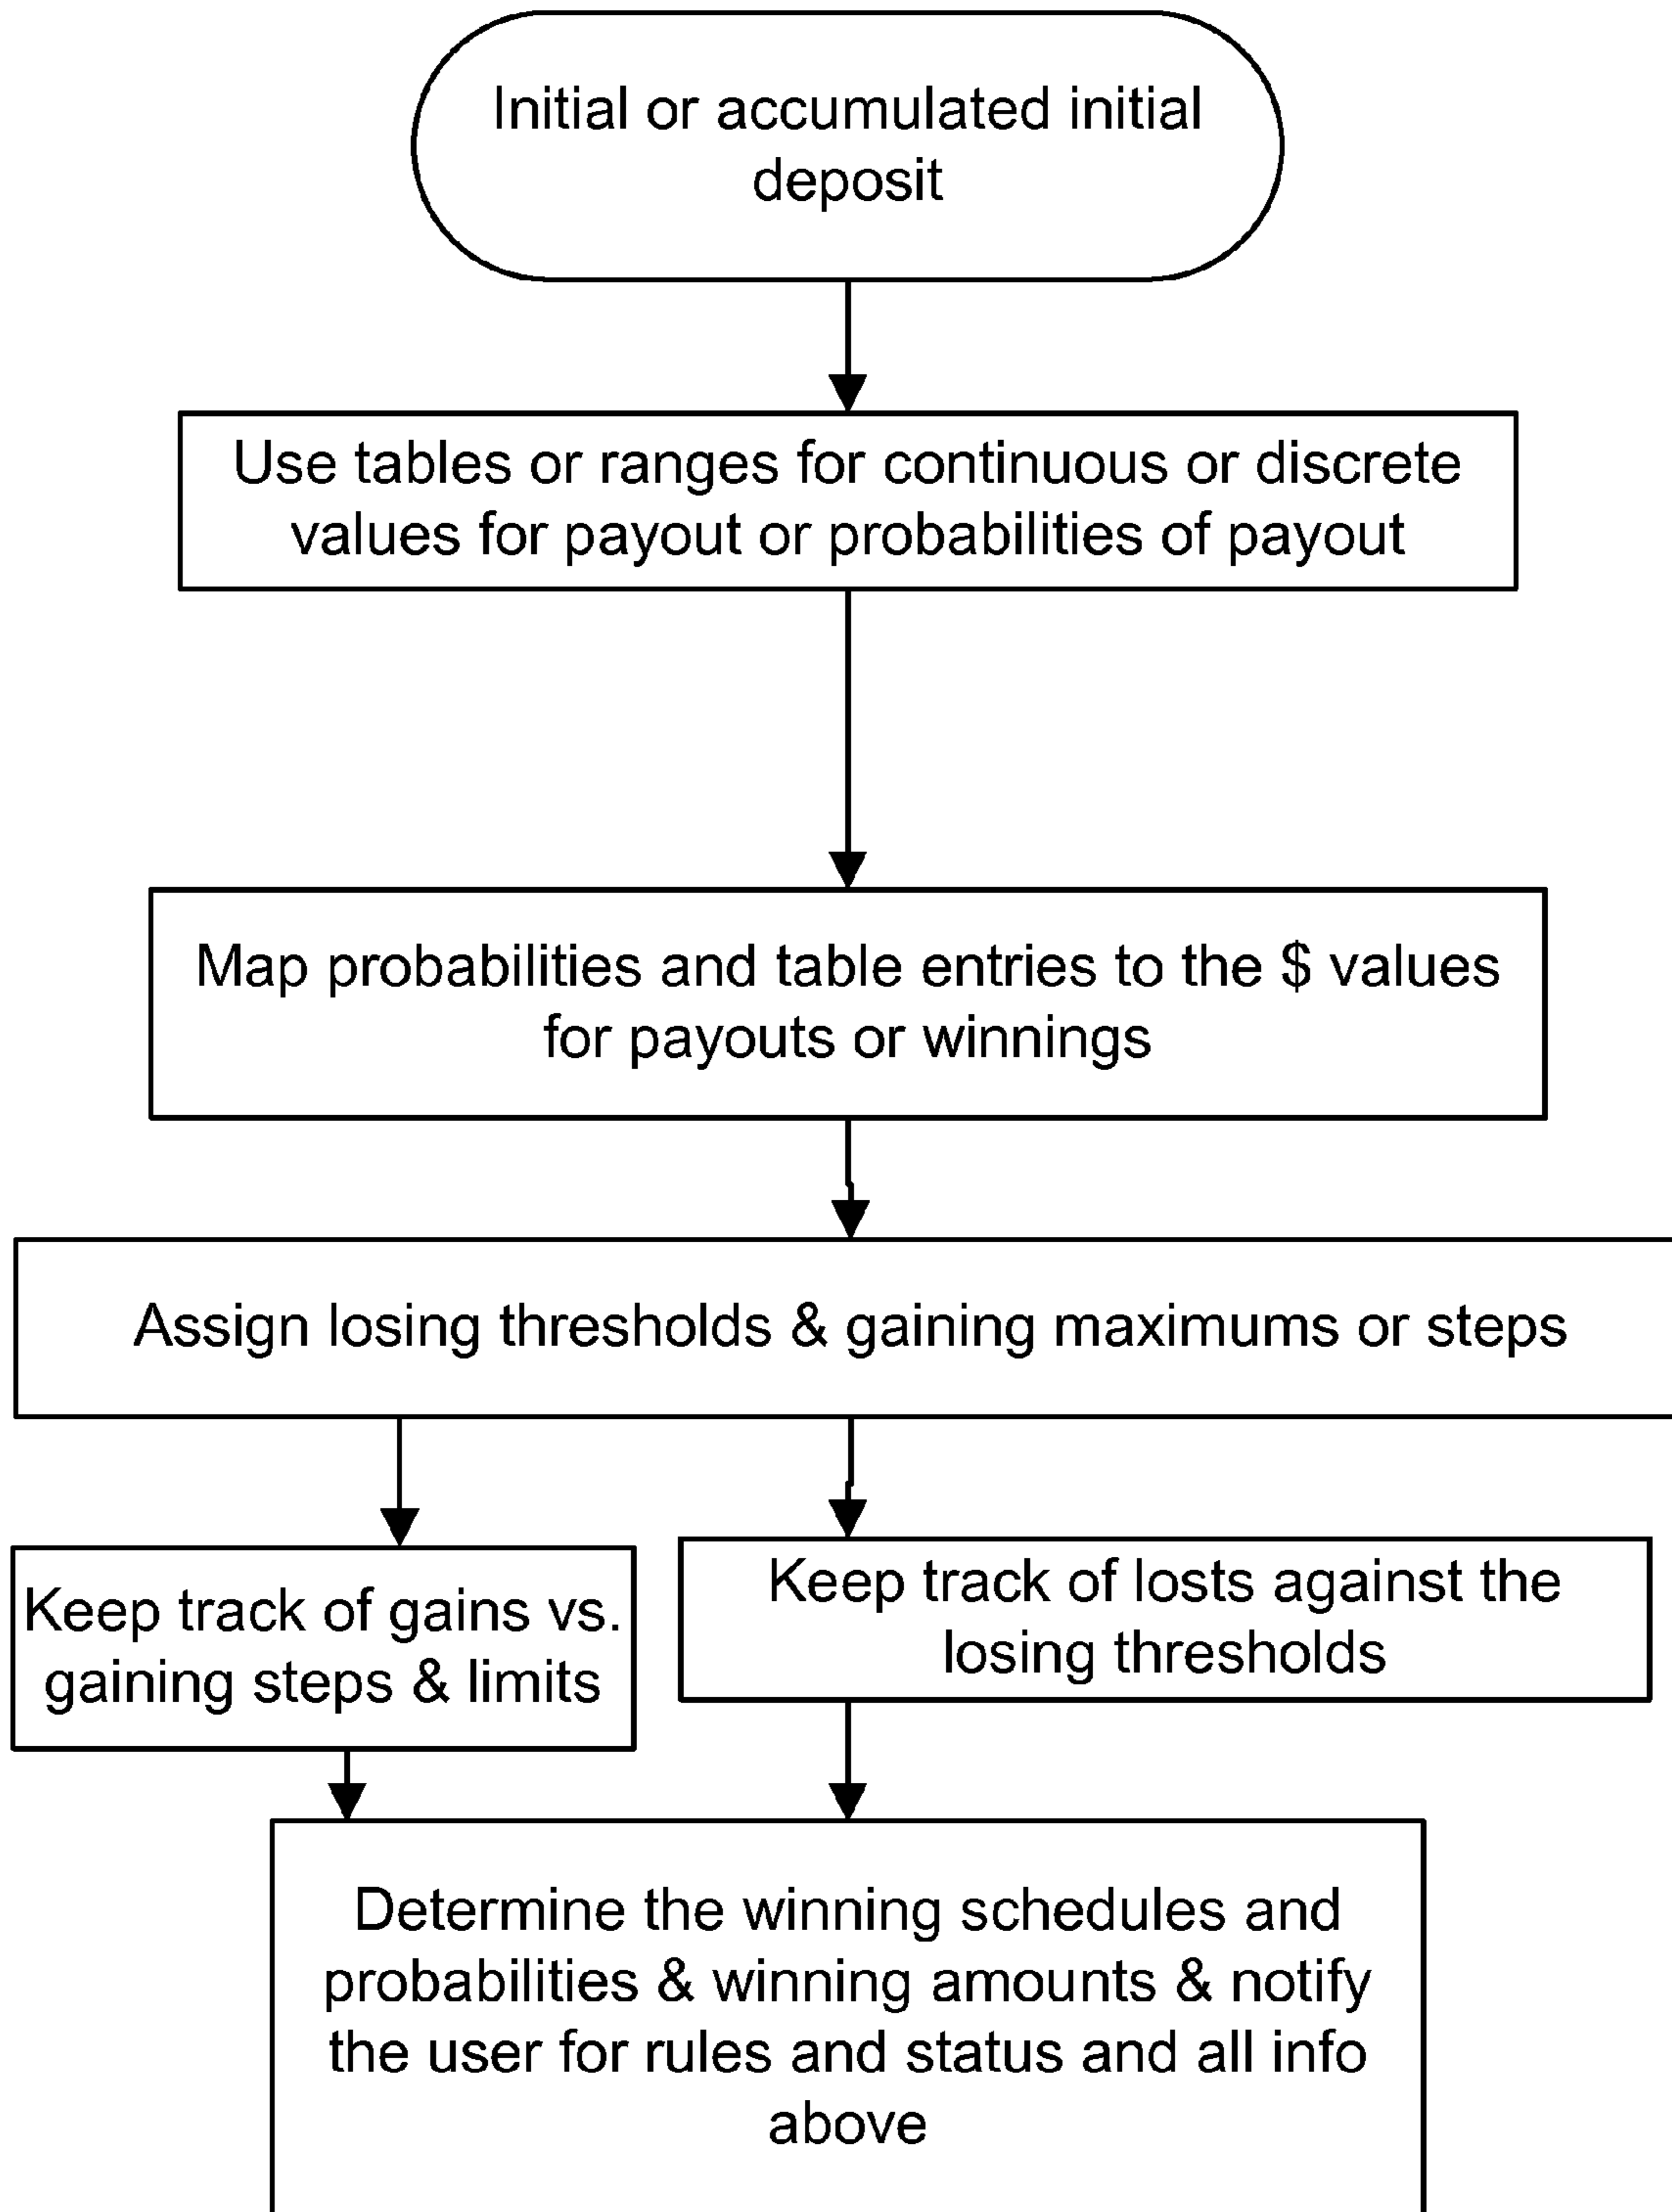 Initial or accumulated initial
deposit
Use tables or ranges for continuous or discrete
values for payout or probabilities of payout
Map probabilities and table entries to the $ values
for payouts or winnings
Assign losing thresholds & gaining maximums or steps
Keep track of gains vs.
gaining steps & limits
Keep track of losts against the
losing thresholds
Determine the winning schedules and
probabilities & winning amounts & notify
the user for rules and status and all info
above